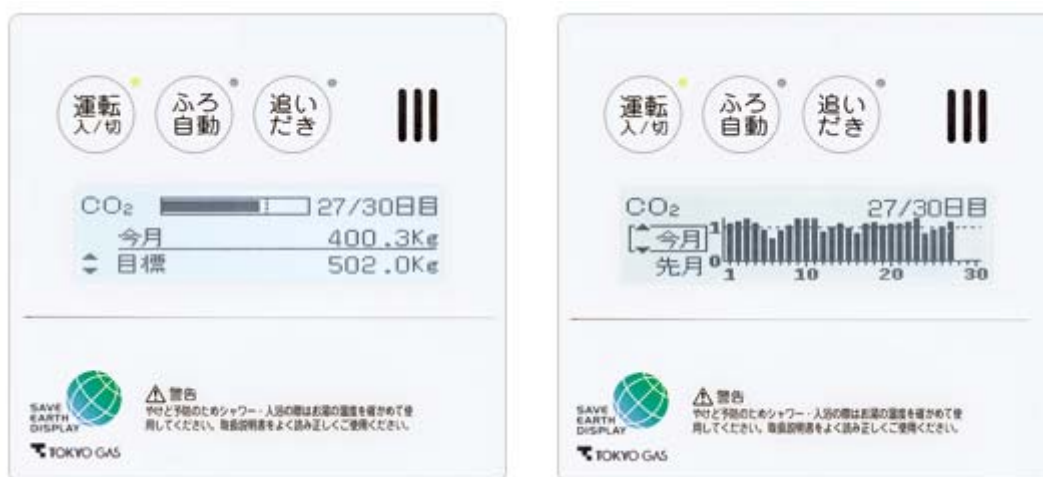 運転
入/切
ふろ
自動
追い
だき
CO₂ 27/30日目
今月 400.3Kg
目標 502.0Kg
SAVE
EARTH
DISPLAY
TOKYO GAS
警告
やけど予防のためシャワー・入浴の際はお湯の温度を確かめて使
用してください。取扱説明書をよく読み正しくご使用ください。
運転
入/切
ふろ
自動
追い
だき
CO₂ 27/30日目
1
今月
先月
0
1 10 20 30
SAVE
EARTH
DISPLAY
TOKYO GAS
警告
やけど予防のためシャワー・入浴の際はお湯の温度を確かめて使
用してください。取扱説明書をよく読み正しくご使用ください。